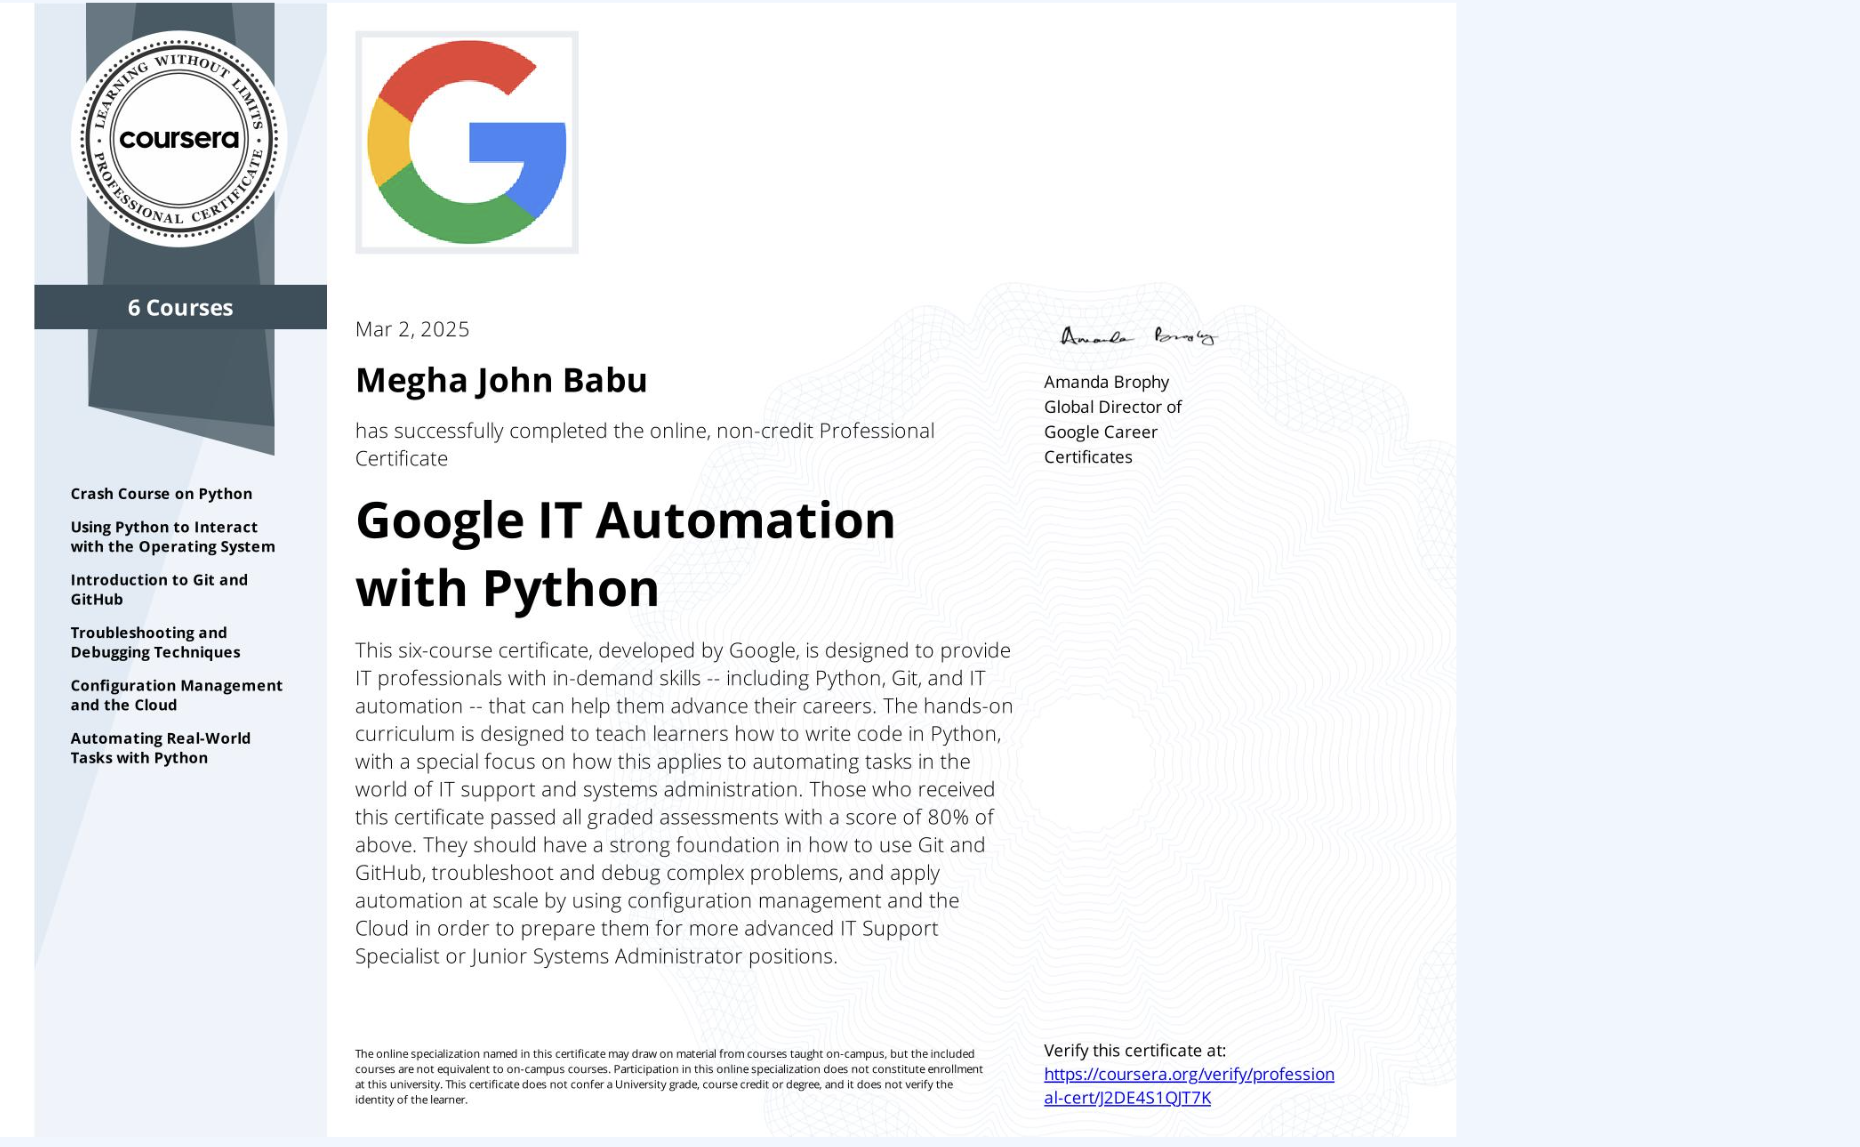 LEARNING WITHOUT LIMITS
coursera
PROFESSIONAL CERTIFICATE
6 Courses
Crash Course on Python
Using Python to Interact
with the Operating System
Introduction to Git and
GitHub
Troubleshooting and
Debugging Techniques
Configuration Management
and the Cloud
Automating Real-World
Tasks with Python
Mar 2, 2025
Megha John Babu
has successfully completed the online, non-credit Professional
Certificate
Google IT Automation
with Python
This six-course certificate, developed by Google, is designed to provide
IT professionals with in-demand skills -- including Python, Git, and IT
automation -- that can help them advance their careers. The hands-on
curriculum is designed to teach learners how to write code in Python,
with a special focus on how this applies to automating tasks in the
world of IT support and systems administration. Those who received
this certificate passed all graded assessments with a score of 80% of
above. They should have a strong foundation in how to use Git and
GitHub, troubleshoot and debug complex problems, and apply
automation at scale by using configuration management and the
Cloud in order to prepare them for more advanced IT Support
Specialist or Junior Systems Administrator positions.
Amanda Brophy
Amanda Brophy
Global Director of
Google Career
Certificates
The online specialization named in this certificate may draw on material from courses taught on-campus, but the included
courses are not equivalent to on-campus courses. Participation in this online specialization does not constitute enrollment
at this university. This certificate does not confer a University grade, course credit or degree, and it does not verify the
identity of the learner.
Verify this certificate at:
https://coursera.org/verify/profession
al-cert/J2DE4S1QJT7K